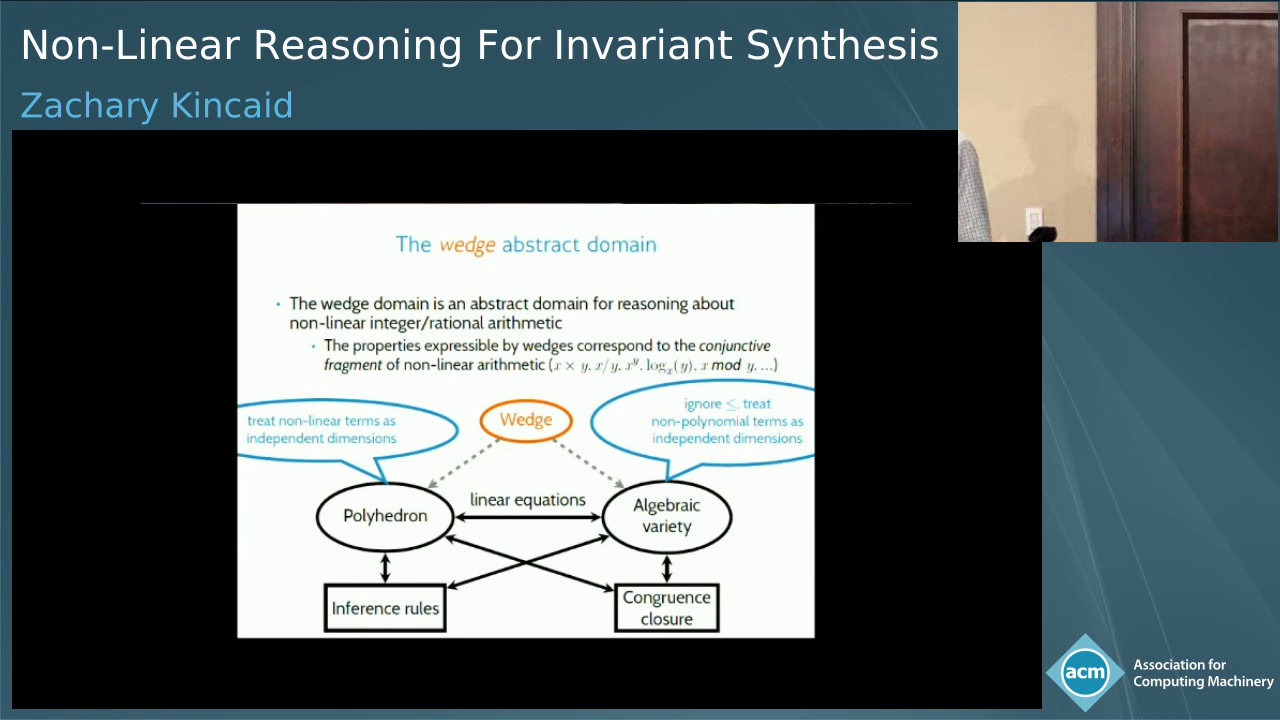 Non-Linear Reasoning For Invariant Synthesis
Zachary Kincaid
The wedge abstract domain
• The wedge domain is an abstract domain for reasoning about
non-linear integer/rational arithmetic
• The properties expressible by wedges correspond to the conjunctive
fragment of non-linear arithmetic (x × y, x/y, x^y, log_x(y), x mod y, ...)
treat non-linear terms as
independent dimensions
Wedge
ignore ≤, treat
non-polynomial terms as
independent dimensions
Polyhedron
linear equations
Algebraic
variety
Inference rules
Congruence
closure
acm
Association for
Computing Machinery